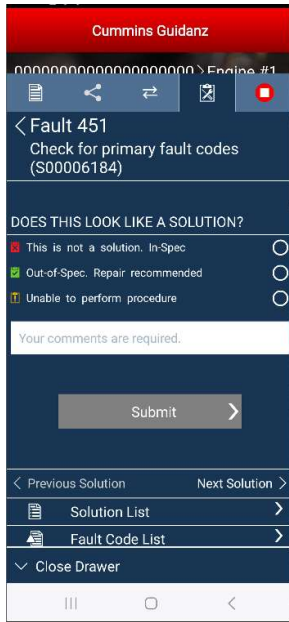 Cummins Guidanz
00000000000000000000 > Engine #1
Fault 451
Check for primary fault codes
(S00006184)
DOES THIS LOOK LIKE A SOLUTION?
This is not a solution. In-Spec
Out-of-Spec. Repair recommended
Unable to perform procedure
Your comments are required.
Submit
Previous Solution Next Solution
Solution List
Fault Code List
Close Drawer